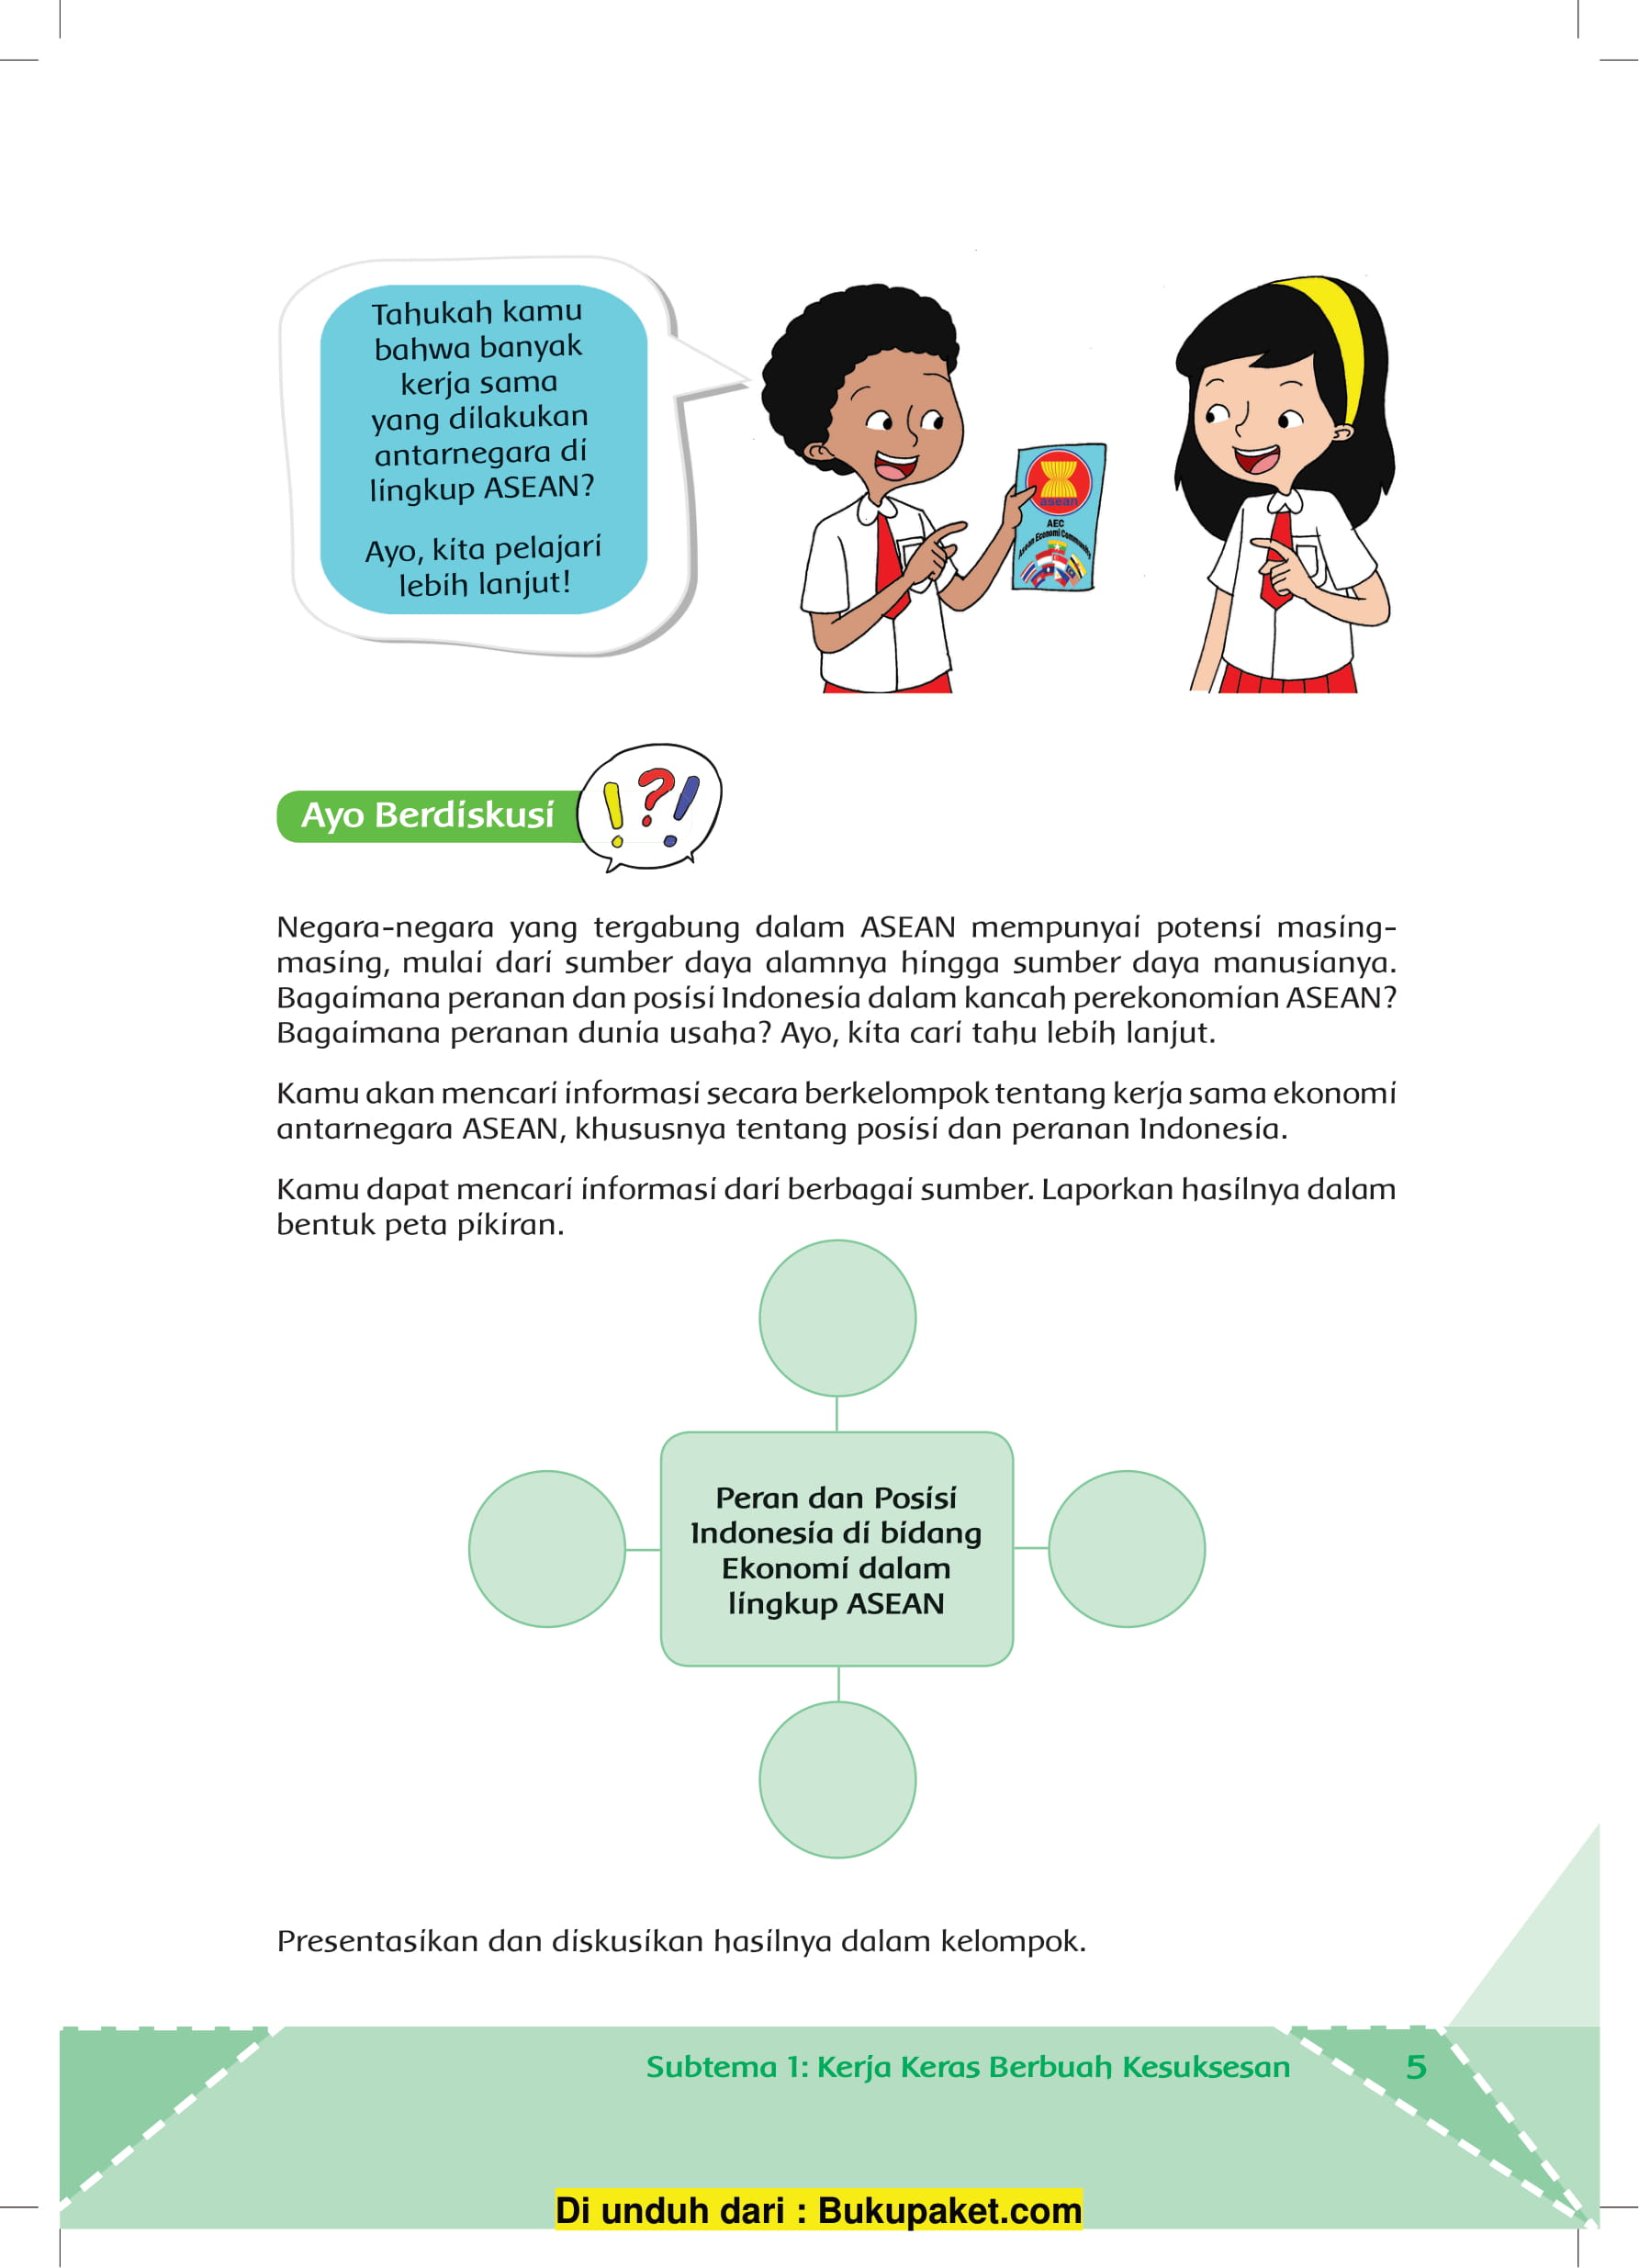 Tahukah kamu
bahwa banyak
kerja sama
yang dilakukan
antarnegara di
lingkup ASEAN?
Ayo, kita pelajari
lebih lanjut!
asean
AEC
Asean Economi Community
Ayo Berdiskusi
!?!
Negara-negara yang tergabung dalam ASEAN mempunyai potensi masing-
masing, mulai dari sumber daya alamnya hingga sumber daya manusianya.
Bagaimana peranan dan posisi Indonesia dalam kancah perekonomian ASEAN?
Bagaimana peranan dunia usaha? Ayo, kita cari tahu lebih lanjut.
Kamu akan mencari informasi secara berkelompok tentang kerja sama ekonomi
antarnegara ASEAN, khususnya tentang posisi dan peranan Indonesia.
Kamu dapat mencari informasi dari berbagai sumber. Laporkan hasilnya dalam
bentuk peta pikiran.
Peran dan Posisi
Indonesia di bidang
Ekonomi dalam
lingkup ASEAN
Presentasikan dan diskusikan hasilnya dalam kelompok.
Subtema 1: Kerja Keras Berbuah Kesuksesan 5
Di unduh dari : Bukupaket.com